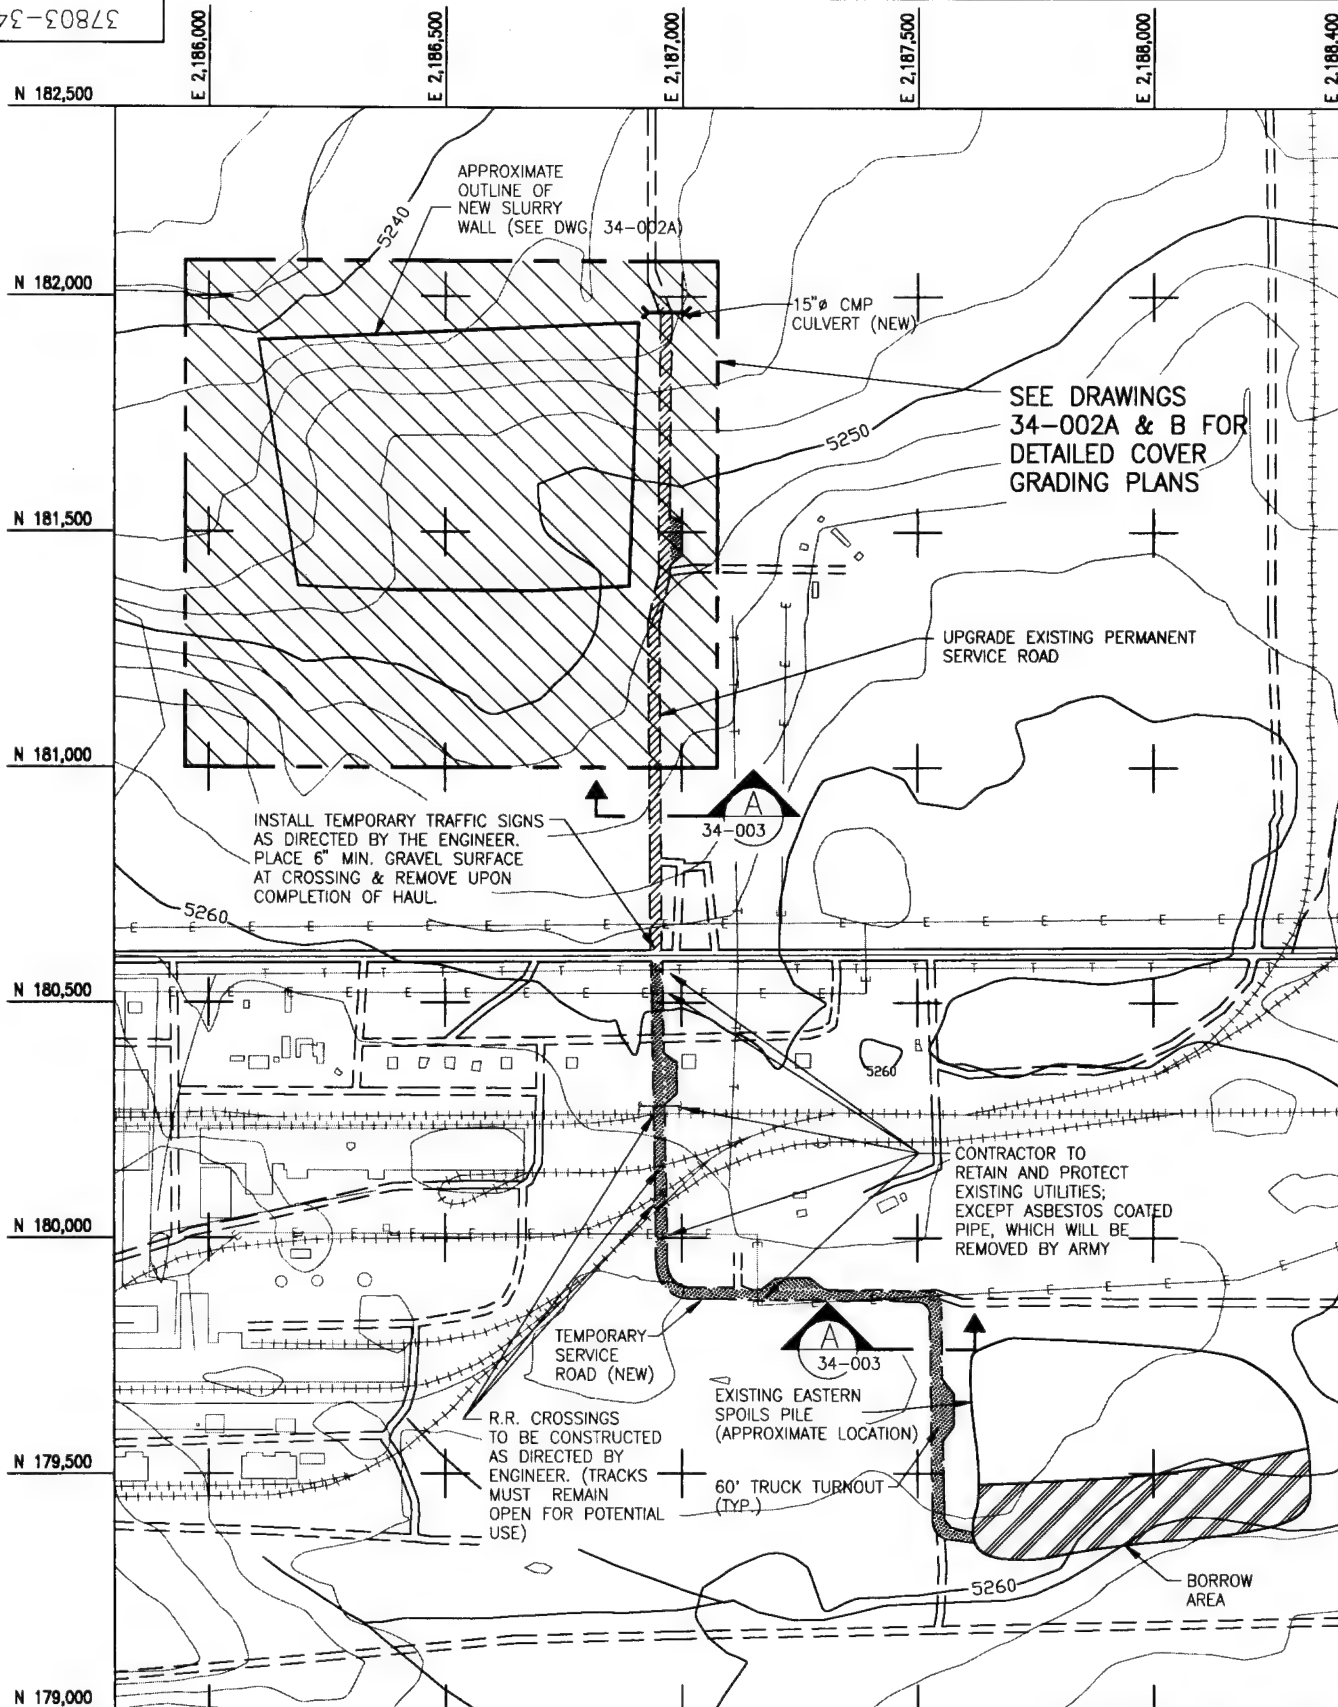 37803-34
E 2,186,000
E 2,186,500
E 2,187,000
E 2,187,500
E 2,188,000
E 2,188,400
N 182,500
APPROXIMATE
OUTLINE OF
NEW SLURRY
WALL (SEE DWG. 34-002A)
5240
N 182,000
15"ø CMP
CULVERT (NEW)
SEE DRAWINGS
34-002A & B FOR
DETAILED COVER
GRADING PLANS
5250
N 181,500
UPGRADE EXISTING PERMANENT
SERVICE ROAD
N 181,000
A
34-003
INSTALL TEMPORARY TRAFFIC SIGNS
AS DIRECTED BY THE ENGINEER.
PLACE 6" MIN. GRAVEL SURFACE
AT CROSSING & REMOVE UPON
COMPLETION OF HAUL.
5260
N 180,500
5260
CONTRACTOR TO
RETAIN AND PROTECT
EXISTING UTILITIES;
EXCEPT ASBESTOS COATED
PIPE, WHICH WILL BE
REMOVED BY ARMY
N 180,000
TEMPORARY
SERVICE
ROAD (NEW)
A
34-003
EXISTING EASTERN
SPOILS PILE
(APPROXIMATE LOCATION)
R.R. CROSSINGS
TO BE CONSTRUCTED
AS DIRECTED BY
ENGINEER. (TRACKS
MUST REMAIN
OPEN FOR POTENTIAL
USE)
N 179,500
60' TRUCK TURNOUT
(TYP.)
5260
BORROW
AREA
N 179,000